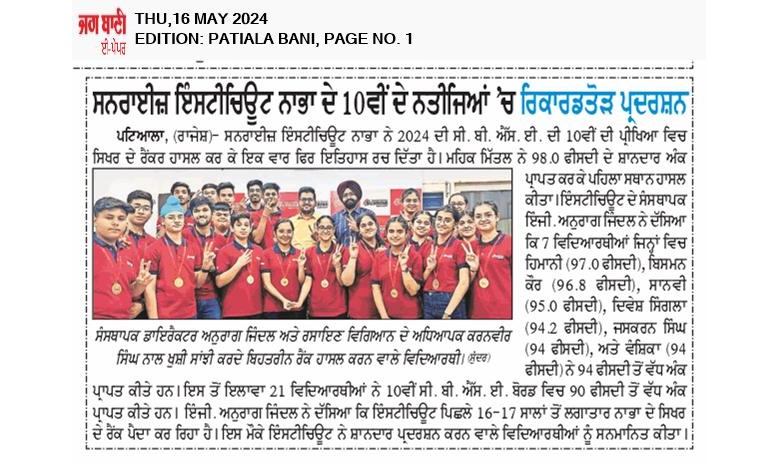 ਜਗ ਬਾਣੀ
ਈ-ਪੇਪਰ
THU,16 MAY 2024
EDITION: PATIALA BANI, PAGE NO. 1
ਸਨਰਾਈਜ਼ ਇੰਸਟੀਚਿਊਟ ਨਾਭਾ ਦੇ 10ਵੀਂ ਦੇ ਨਤੀਜਿਆਂ ’ਚ ਰਿਕਾਰਡਤੋੜ ਪ੍ਰਦਰਸ਼ਨ
ਪਟਿਆਲਾ, (ਰਾਜੇਸ਼)- ਸਨਰਾਈਜ਼ ਇੰਸਟੀਚਿਊਟ ਨਾਭਾ ਨੇ 2024 ਦੀ ਸੀ. ਬੀ. ਐੱਸ. ਈ. ਦੀ 10ਵੀਂ ਦੀ ਪ੍ਰੀਖਿਆ ਵਿਚ
ਸਿਖਰ ਦੇ ਰੈਂਕਰ ਹਾਸਲ ਕਰ ਕੇ ਇਕ ਵਾਰ ਫਿਰ ਇਤਿਹਾਸ ਰਚ ਦਿੱਤਾ ਹੈ। ਮਹਿਕ ਮਿੱਤਲ ਨੇ 98.0 ਫੀਸਦੀ ਦੇ ਸ਼ਾਨਦਾਰ ਅੰਕ
ਪ੍ਰਾਪਤ ਕਰ ਕੇ ਪਹਿਲਾ ਸਥਾਨ ਹਾਸਲ
ਕੀਤਾ। ਇੰਸਟੀਚਿਊਟ ਦੇ ਸੰਸਥਾਪਕ
ਇੰਜੀ. ਅਨੁਰਾਗ ਜਿੰਦਲ ਨੇ ਦੱਸਿਆ
ਕਿ 7 ਵਿਦਿਆਰਥੀਆਂ ਜਿਨ੍ਹਾਂ ਵਿਚ
ਹਿਮਾਨੀ (97.0 ਫੀਸਦੀ), ਬਿਸਮਨ
ਕੌਰ (96.8 ਫੀਸਦੀ), ਸਾਨਵੀ
(95.0 ਫੀਸਦੀ), ਦਿਵੇਸ਼ ਸਿੰਗਲਾ
(94.2 ਫੀਸਦੀ), ਜਸਕਰਨ ਸਿੰਘ
(94 ਫੀਸਦੀ), ਅਤੇ ਵੰਸ਼ਿਕਾ (94
ਫੀਸਦੀ) ਨੇ 94 ਫੀਸਦੀ ਤੋਂ ਵੱਧ ਅੰਕ
ਸੰਸਥਾਪਕ ਡਾਇਰੈਕਟਰ ਅਨੁਰਾਗ ਜਿੰਦਲ ਅਤੇ ਰਸਾਇਣ ਵਿਗਿਆਨ ਦੇ ਅਧਿਆਪਕ ਕਰਨਵੀਰ
ਸਿੰਘ ਨਾਲ ਖੁਸ਼ੀ ਸਾਂਝੀ ਕਰਦੇ ਬਿਹਤਰੀਨ ਰੈਂਕ ਹਾਸਲ ਕਰਨ ਵਾਲੇ ਵਿਦਿਆਰਥੀ। (ਸੁੰਦਰ)
ਪ੍ਰਾਪਤ ਕੀਤੇ ਹਨ। ਇਸ ਤੋਂ ਇਲਾਵਾ 21 ਵਿਦਿਆਰਥੀਆਂ ਨੇ 10ਵੀਂ ਸੀ. ਬੀ. ਐੱਸ. ਈ. ਬੋਰਡ ਵਿਚ 90 ਫੀਸਦੀ ਤੋਂ ਵੱਧ ਅੰਕ
ਪ੍ਰਾਪਤ ਕੀਤੇ ਹਨ। ਇੰਜੀ. ਅਨੁਰਾਗ ਜਿੰਦਲ ਨੇ ਦੱਸਿਆ ਕਿ ਇੰਸਟੀਚਿਊਟ ਪਿਛਲੇ 16-17 ਸਾਲਾਂ ਤੋਂ ਲਗਾਤਾਰ ਨਾਭਾ ਦੇ ਸਿਖਰ
ਦੇ ਰੈਂਕ ਪੈਦਾ ਕਰ ਰਿਹਾ ਹੈ। ਇਸ ਮੌਕੇ ਇੰਸਟੀਚਿਊਟ ਨੇ ਸ਼ਾਨਦਾਰ ਪ੍ਰਦਰਸ਼ਨ ਕਰਨ ਵਾਲੇ ਵਿਦਿਆਰਥੀਆਂ ਨੂੰ ਸਨਮਾਨਿਤ ਕੀਤਾ।